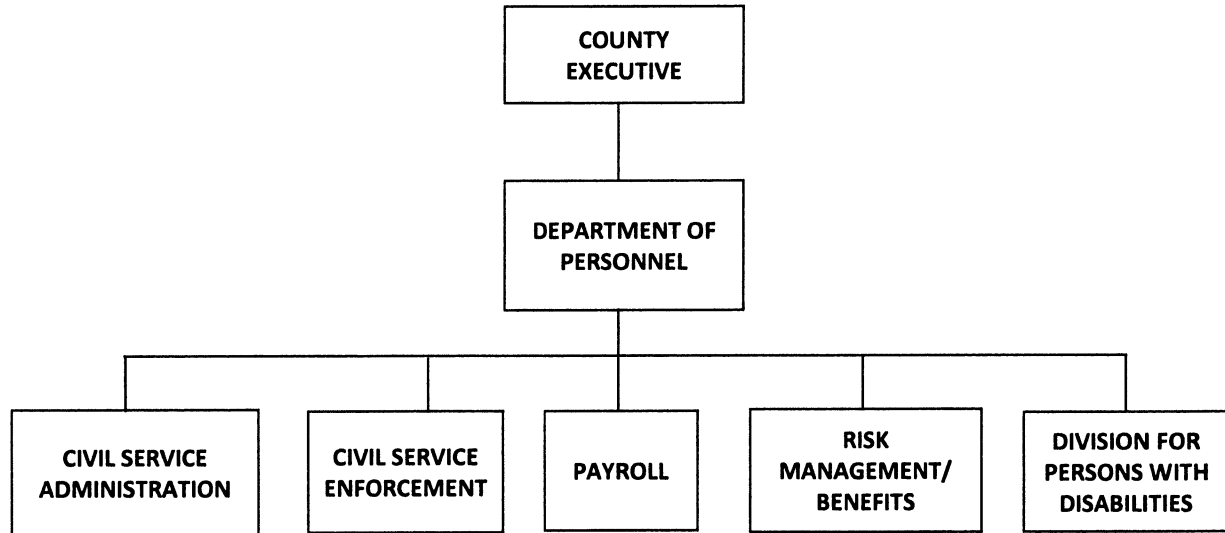 COUNTY
EXECUTIVE
DEPARTMENT OF
PERSONNEL
CIVIL SERVICE
ADMINISTRATION
CIVIL SERVICE
ENFORCEMENT
PAYROLL
RISK
MANAGEMENT/
BENEFITS
DIVISION FOR
PERSONS WITH
DISABILITIES